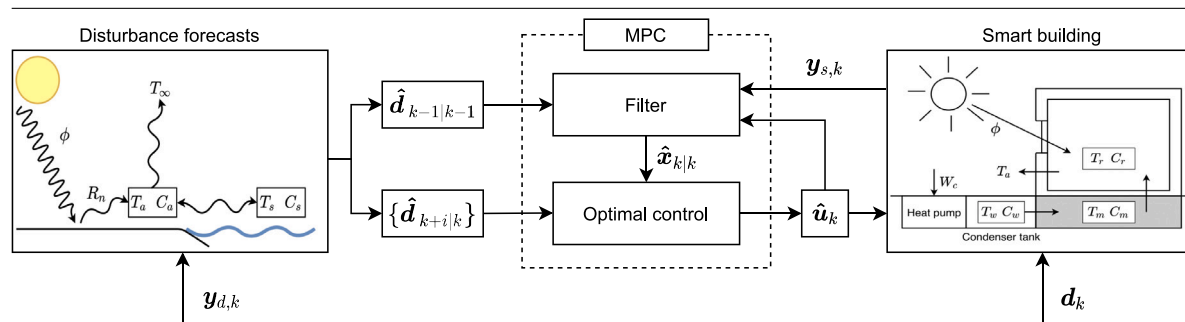 Disturbance forecasts
MPC
Smart building
T∞
ϕ
R_n
T_a C_a
T_s C_s
y_{d,k}
d̂_{k−1|k−1}
{d̂_{k+i|k}}
Filter
x̂_{k|k}
Optimal control
û_k
y_{s,k}
ϕ
T_r C_r
T_a
W_c
Heat pump
T_w C_w
T_m C_m
Condenser tank
d_k